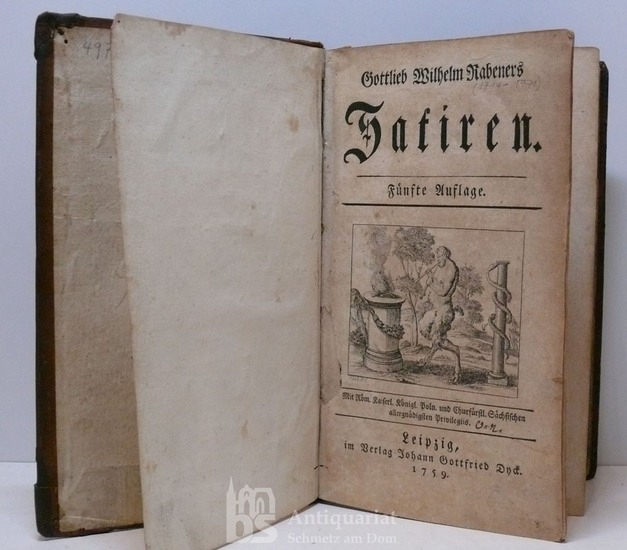 497
Gottlieb Wilhelm Rabeners
Satiren.
Fünfte Auflage.
Mit Röm. Kaiserl. Königl. Poln. und Churfürstl. Sächsischen
allergnädigsten Privilegiis.
Leipzig,
im Verlag Johann Gottfried Dyck.
1759.
Antiquariat
Schmetz am Dom